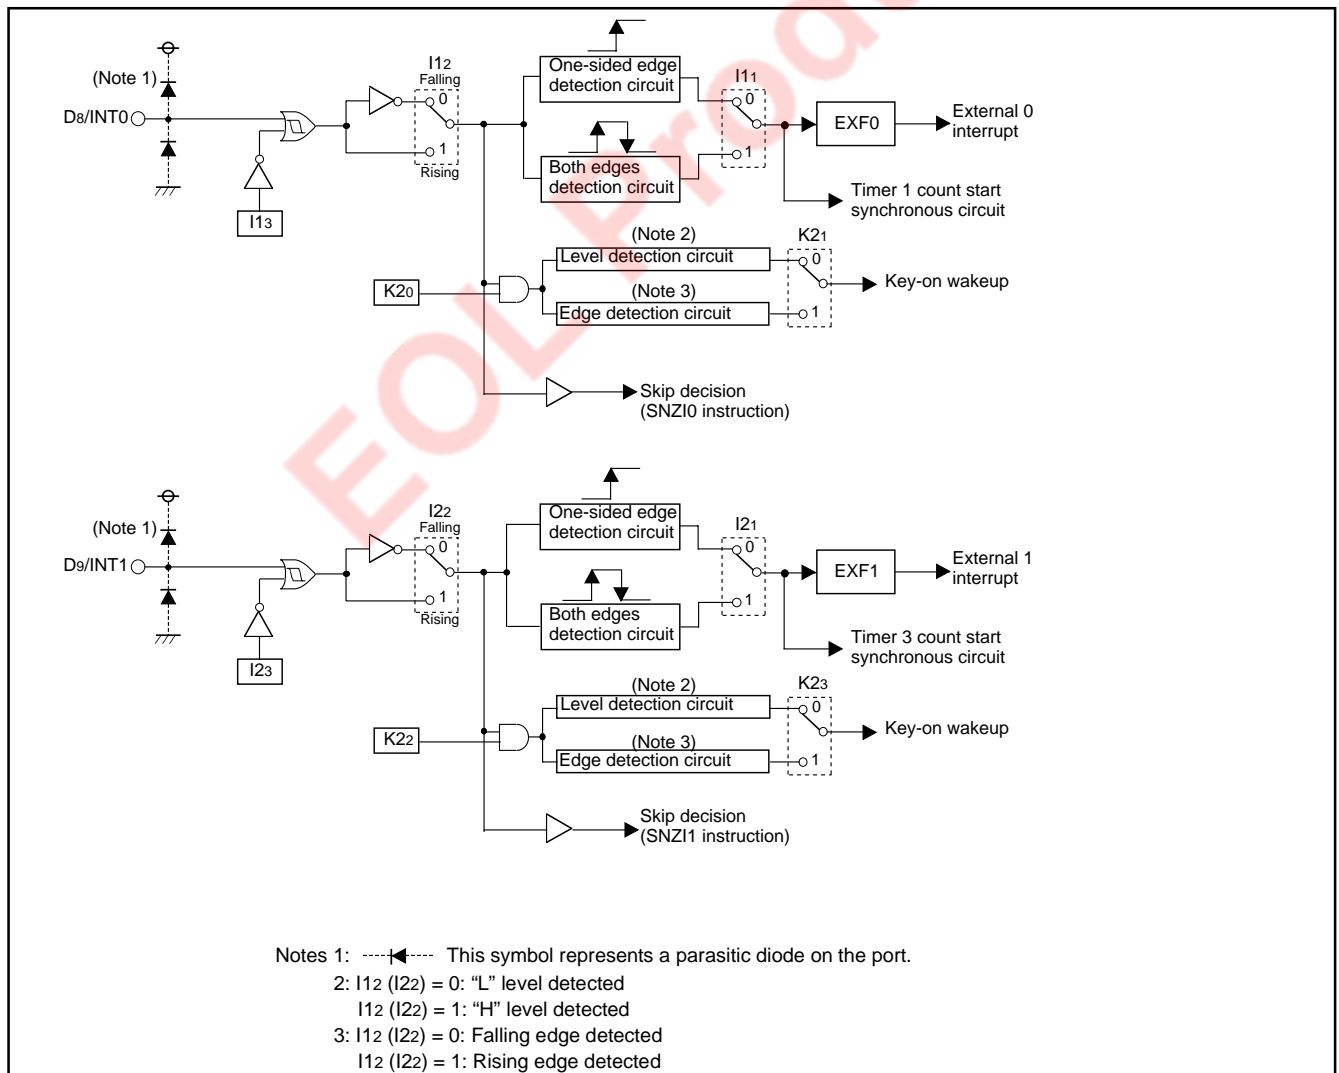 I12
Falling
0
1
Rising
(Note 1)
D8/INT0
I13
One-sided edge
detection circuit
Both edges
detection circuit
I11
0
1
EXF0
External 0
interrupt
Timer 1 count start
synchronous circuit
K20
(Note 2)
Level detection circuit
(Note 3)
Edge detection circuit
K21
0
1
Key-on wakeup
Skip decision
(SNZI0 instruction)
I22
Falling
0
1
Rising
(Note 1)
D9/INT1
I23
One-sided edge
detection circuit
Both edges
detection circuit
I21
0
1
EXF1
External 1
interrupt
Timer 3 count start
synchronous circuit
K22
(Note 2)
Level detection circuit
(Note 3)
Edge detection circuit
K23
0
1
Key-on wakeup
Skip decision
(SNZI1 instruction)
Notes 1: This symbol represents a parasitic diode on the port.
2: I12 (I22) = 0: “L” level detected
I12 (I22) = 1: “H” level detected
3: I12 (I22) = 0: Falling edge detected
I12 (I22) = 1: Rising edge detected
EOL Prod